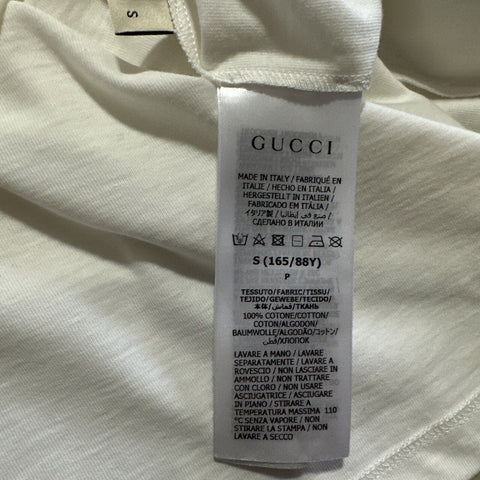 S
GUCCI
MADE IN ITALY / FABRIQUÉ EN
ITALIE / HECHO EN ITALIA /
HERGESTELLT IN ITALIEN /
FABRICADO EM ITÁLIA /
イタリア製 / صنع في إيطاليا /
СДЕЛАНО В ИТАЛИИ
S (165/88Y)
P
TESSUTO/FABRIC/TISSU/
TEJIDO/GEWEBE/TECIDO/
本体/قماش/ТКАНЬ
100% COTONE/COTTON/
COTON/ALGODON/
BAUMWOLLE/ALGODÃO/コットン/
قطن/ХЛОПОК
LAVARE A MANO / LAVARE
SEPARATAMENTE / LAVARE A
ROVESCIO / NON LASCIARE IN
AMMOLLO / NON TRATTARE
CON CLORO / NON USARE
ASCIUGATRICE / ASCIUGARE
IN PIANO / STIRARE A
TEMPERATURA MASSIMA 110
°C SENZA VAPORE / NON
STIRARE LA STAMPA / NON
LAVARE A SECCO